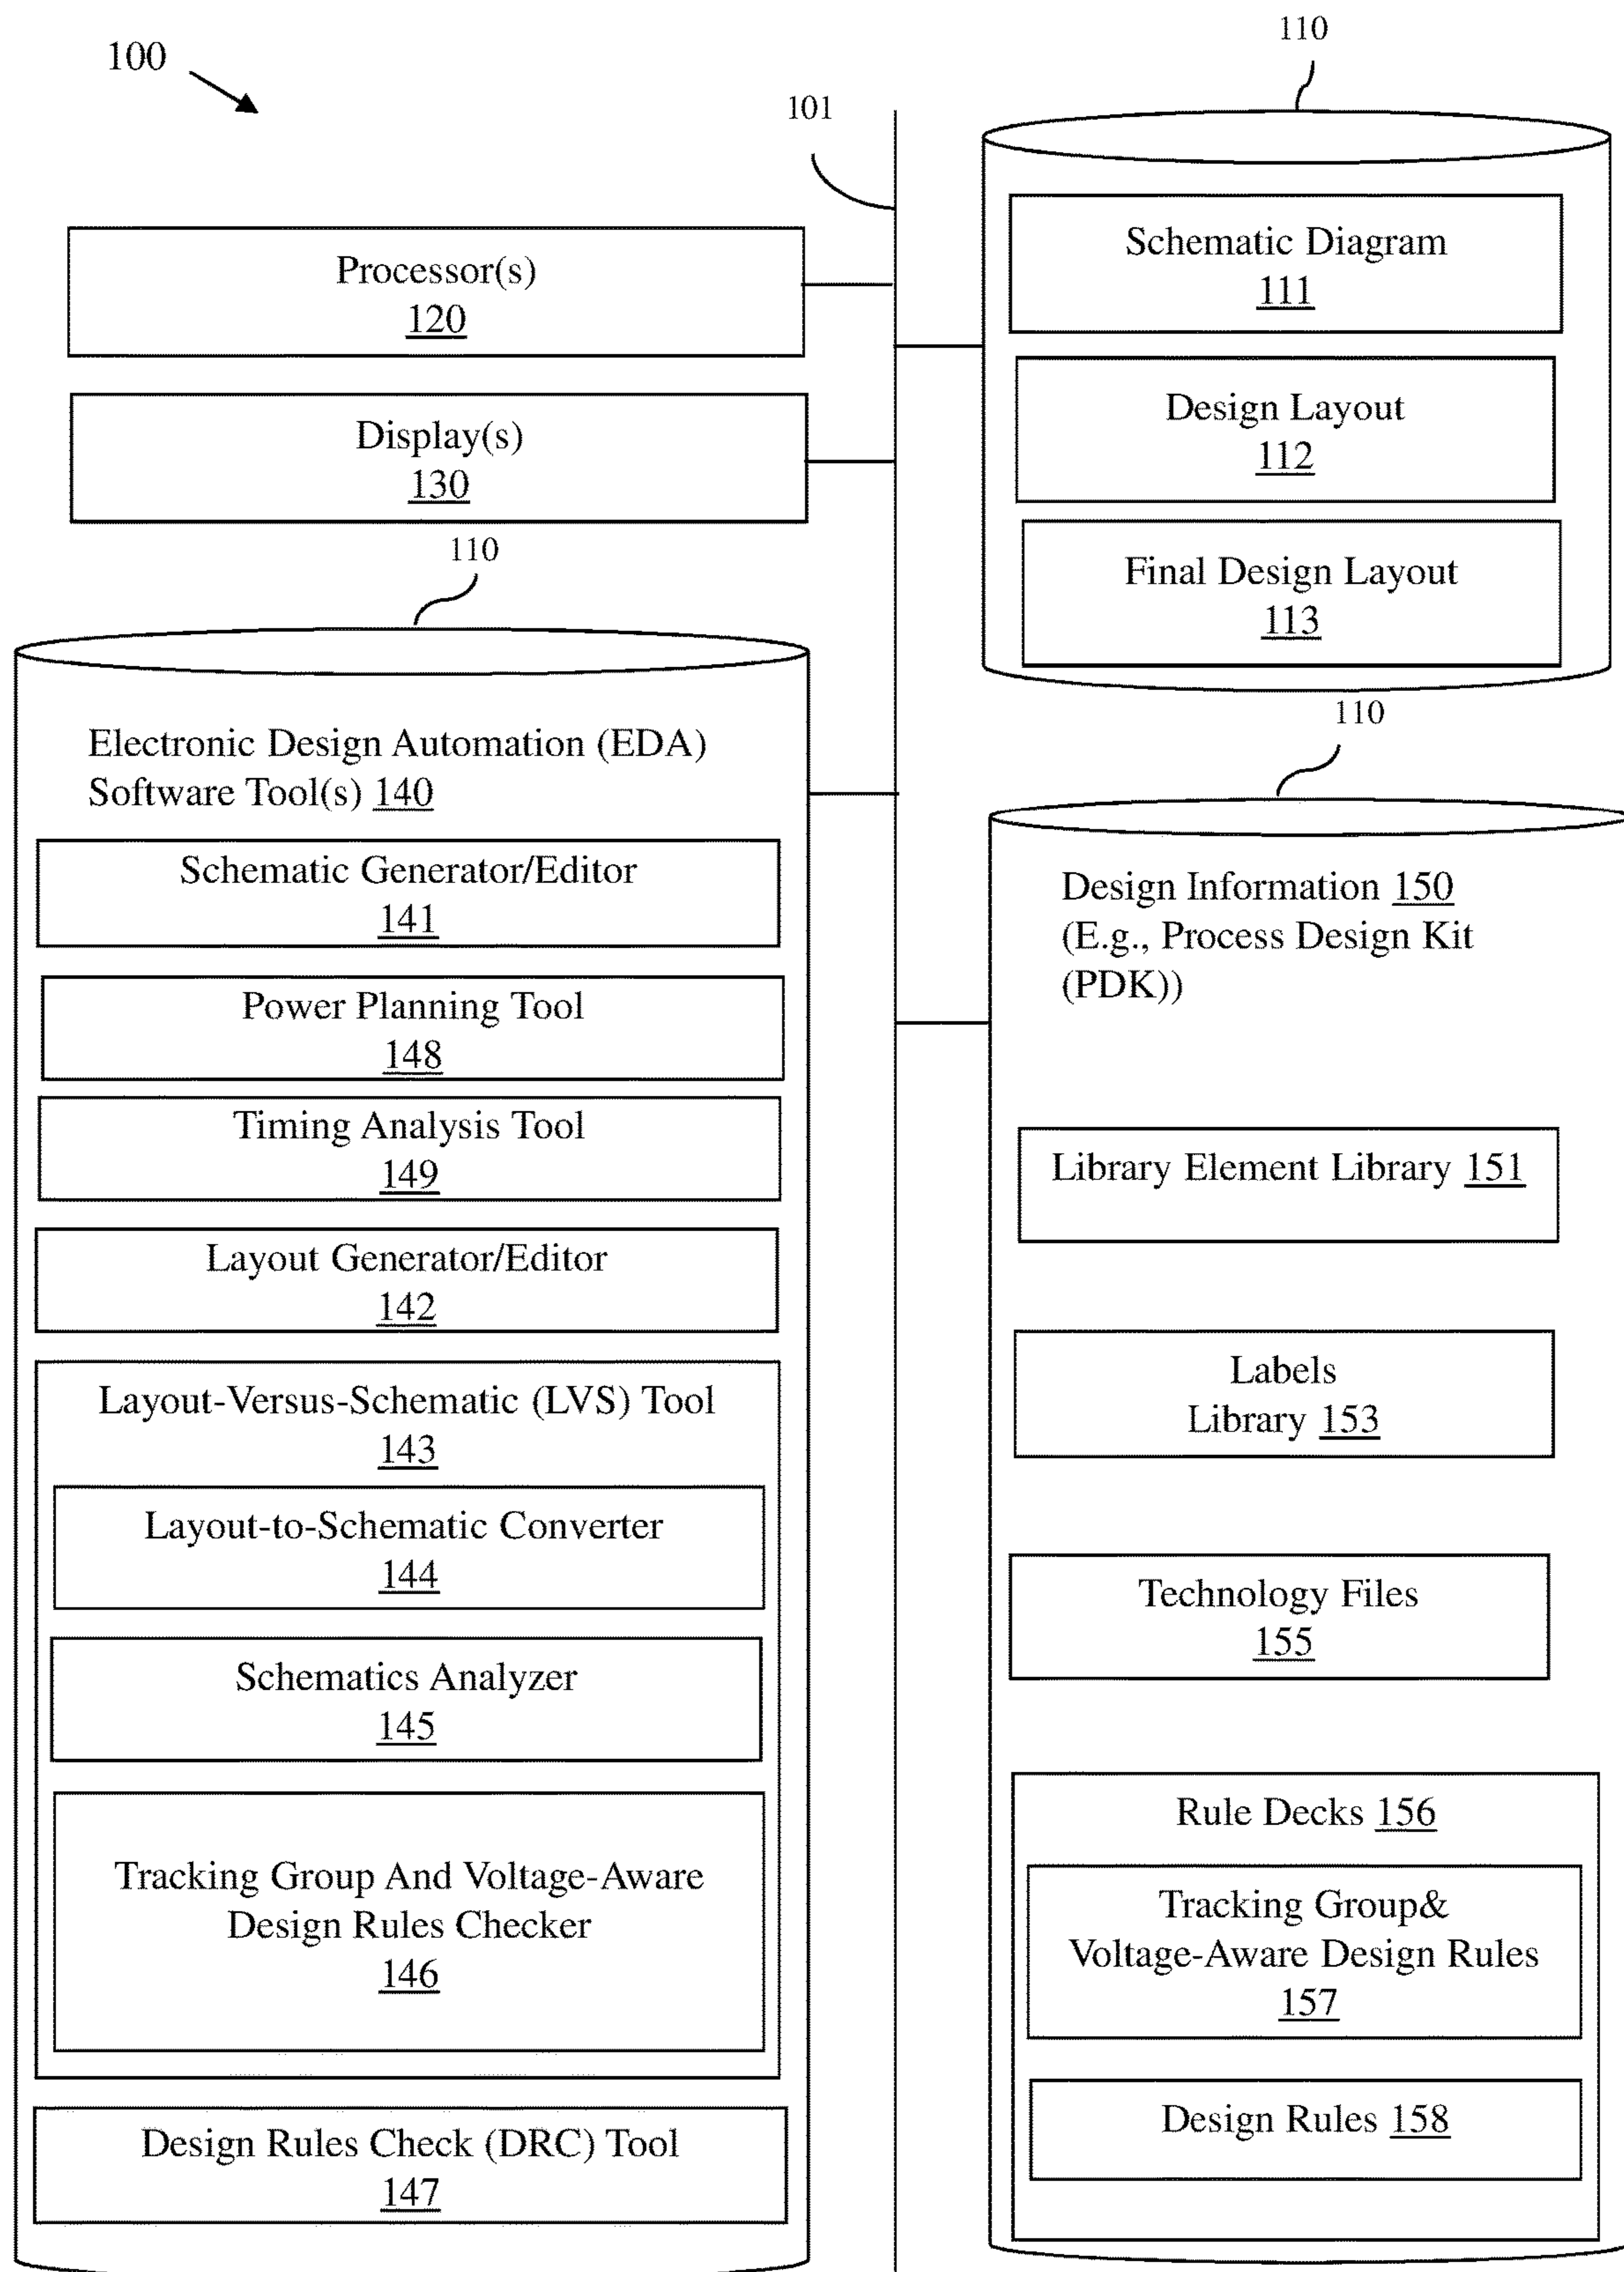 100
101
110
Processor(s)
120
Display(s)
130
110
Electronic Design Automation (EDA)
Software Tool(s) 140
Schematic Generator/Editor
141
Power Planning Tool
148
Timing Analysis Tool
149
Layout Generator/Editor
142
Layout-Versus-Schematic (LVS) Tool
143
Layout-to-Schematic Converter
144
Schematics Analyzer
145
Tracking Group And Voltage-Aware
Design Rules Checker
146
Design Rules Check (DRC) Tool
147
Schematic Diagram
111
Design Layout
112
Final Design Layout
113
110
Design Information 150
(E.g., Process Design Kit
(PDK))
Library Element Library 151
Labels
Library 153
Technology Files
155
Rule Decks 156
Tracking Group&
Voltage-Aware Design Rules
157
Design Rules 158